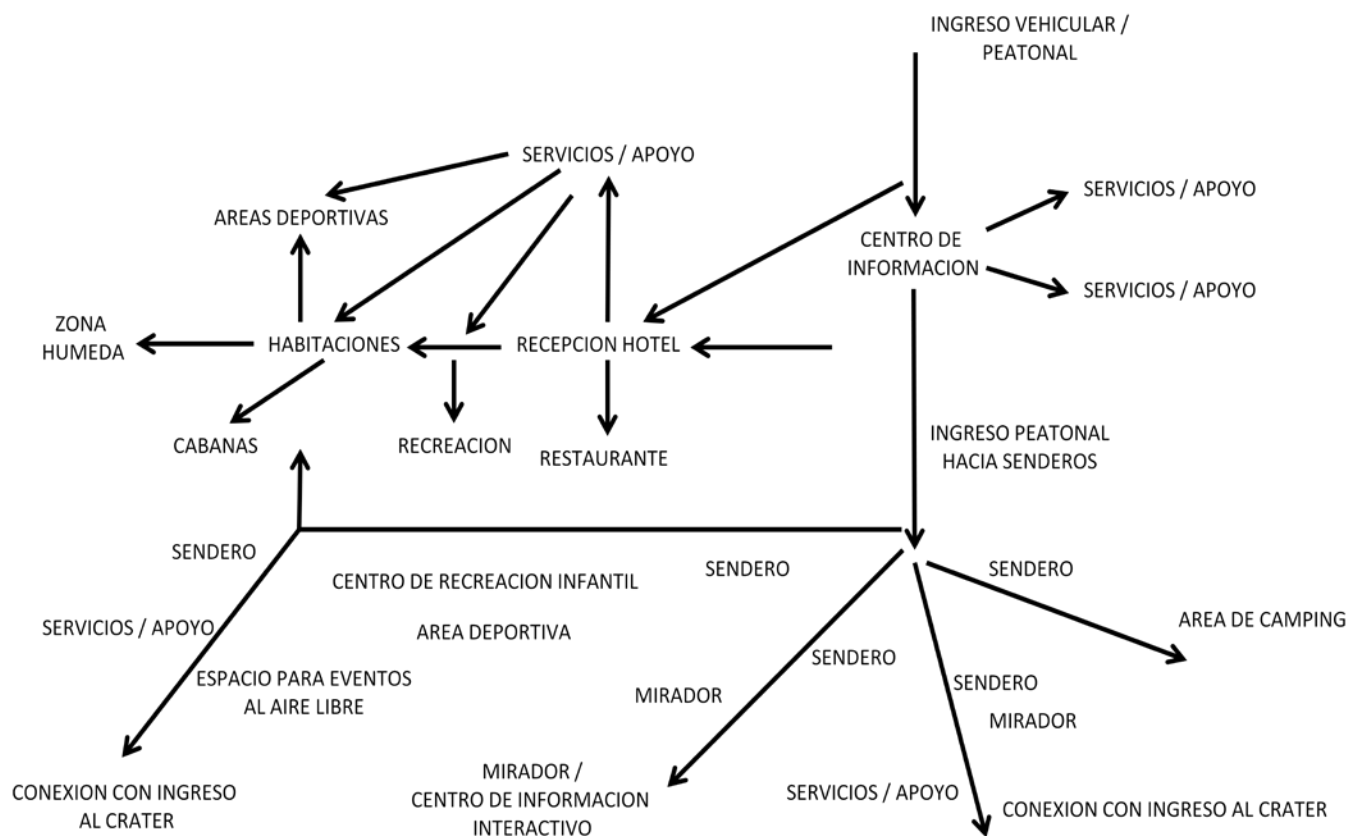 INGRESO VEHICULAR /
PEATONAL
SERVICIOS / APOYO
SERVICIOS / APOYO
AREAS DEPORTIVAS
CENTRO DE
INFORMACION
SERVICIOS / APOYO
ZONA
HUMEDA
HABITACIONES
RECEPCION HOTEL
CABANAS
RECREACION
RESTAURANTE
INGRESO PEATONAL
HACIA SENDEROS
SENDERO
CENTRO DE RECREACION INFANTIL
SENDERO
SENDERO
AREA DE CAMPING
SERVICIOS / APOYO
AREA DEPORTIVA
SENDERO
ESPACIO PARA EVENTOS
AL AIRE LIBRE
MIRADOR
SENDERO
MIRADOR
CONEXION CON INGRESO
AL CRATER
MIRADOR /
CENTRO DE INFORMACION
INTERACTIVO
SERVICIOS / APOYO
CONEXION CON INGRESO AL CRATER